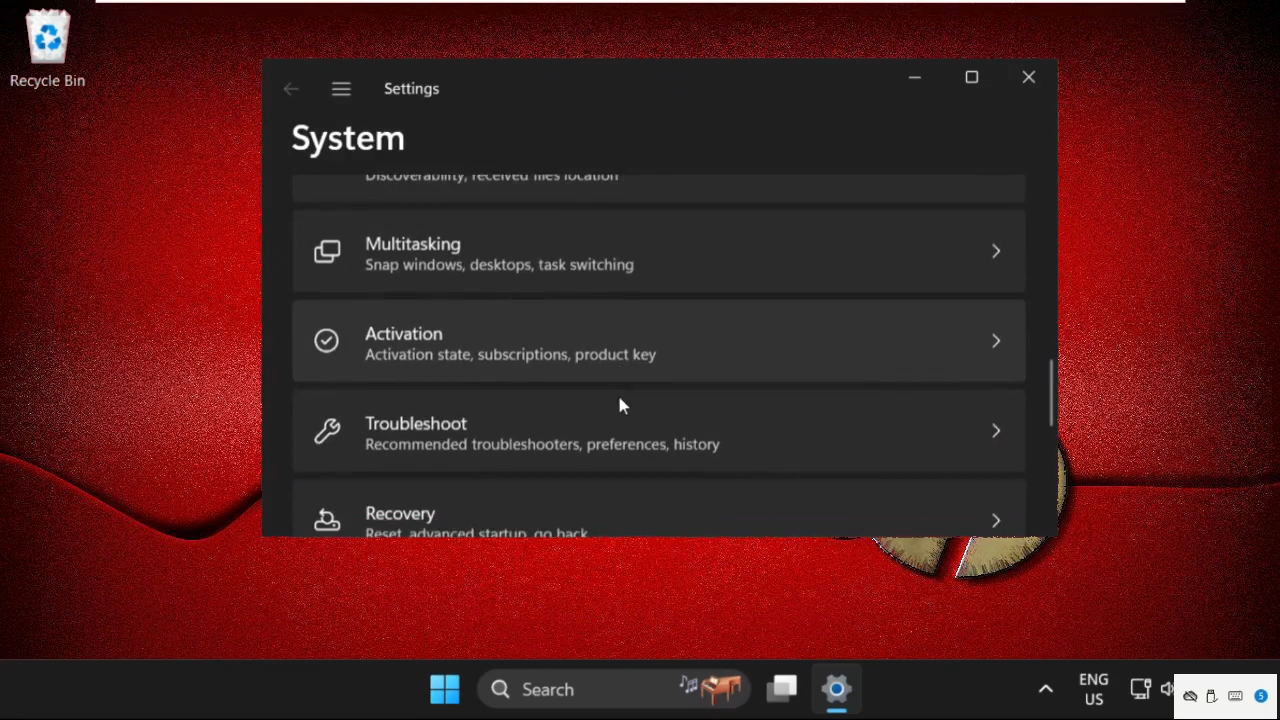 Recycle Bin
Settings
System
Discoverability, received files location
Multitasking
Snap windows, desktops, task switching
Activation
Activation state, subscriptions, product key
Troubleshoot
Recommended troubleshooters, preferences, history
Recovery
Reset, advanced startup, go back
Search
ENG
US
5